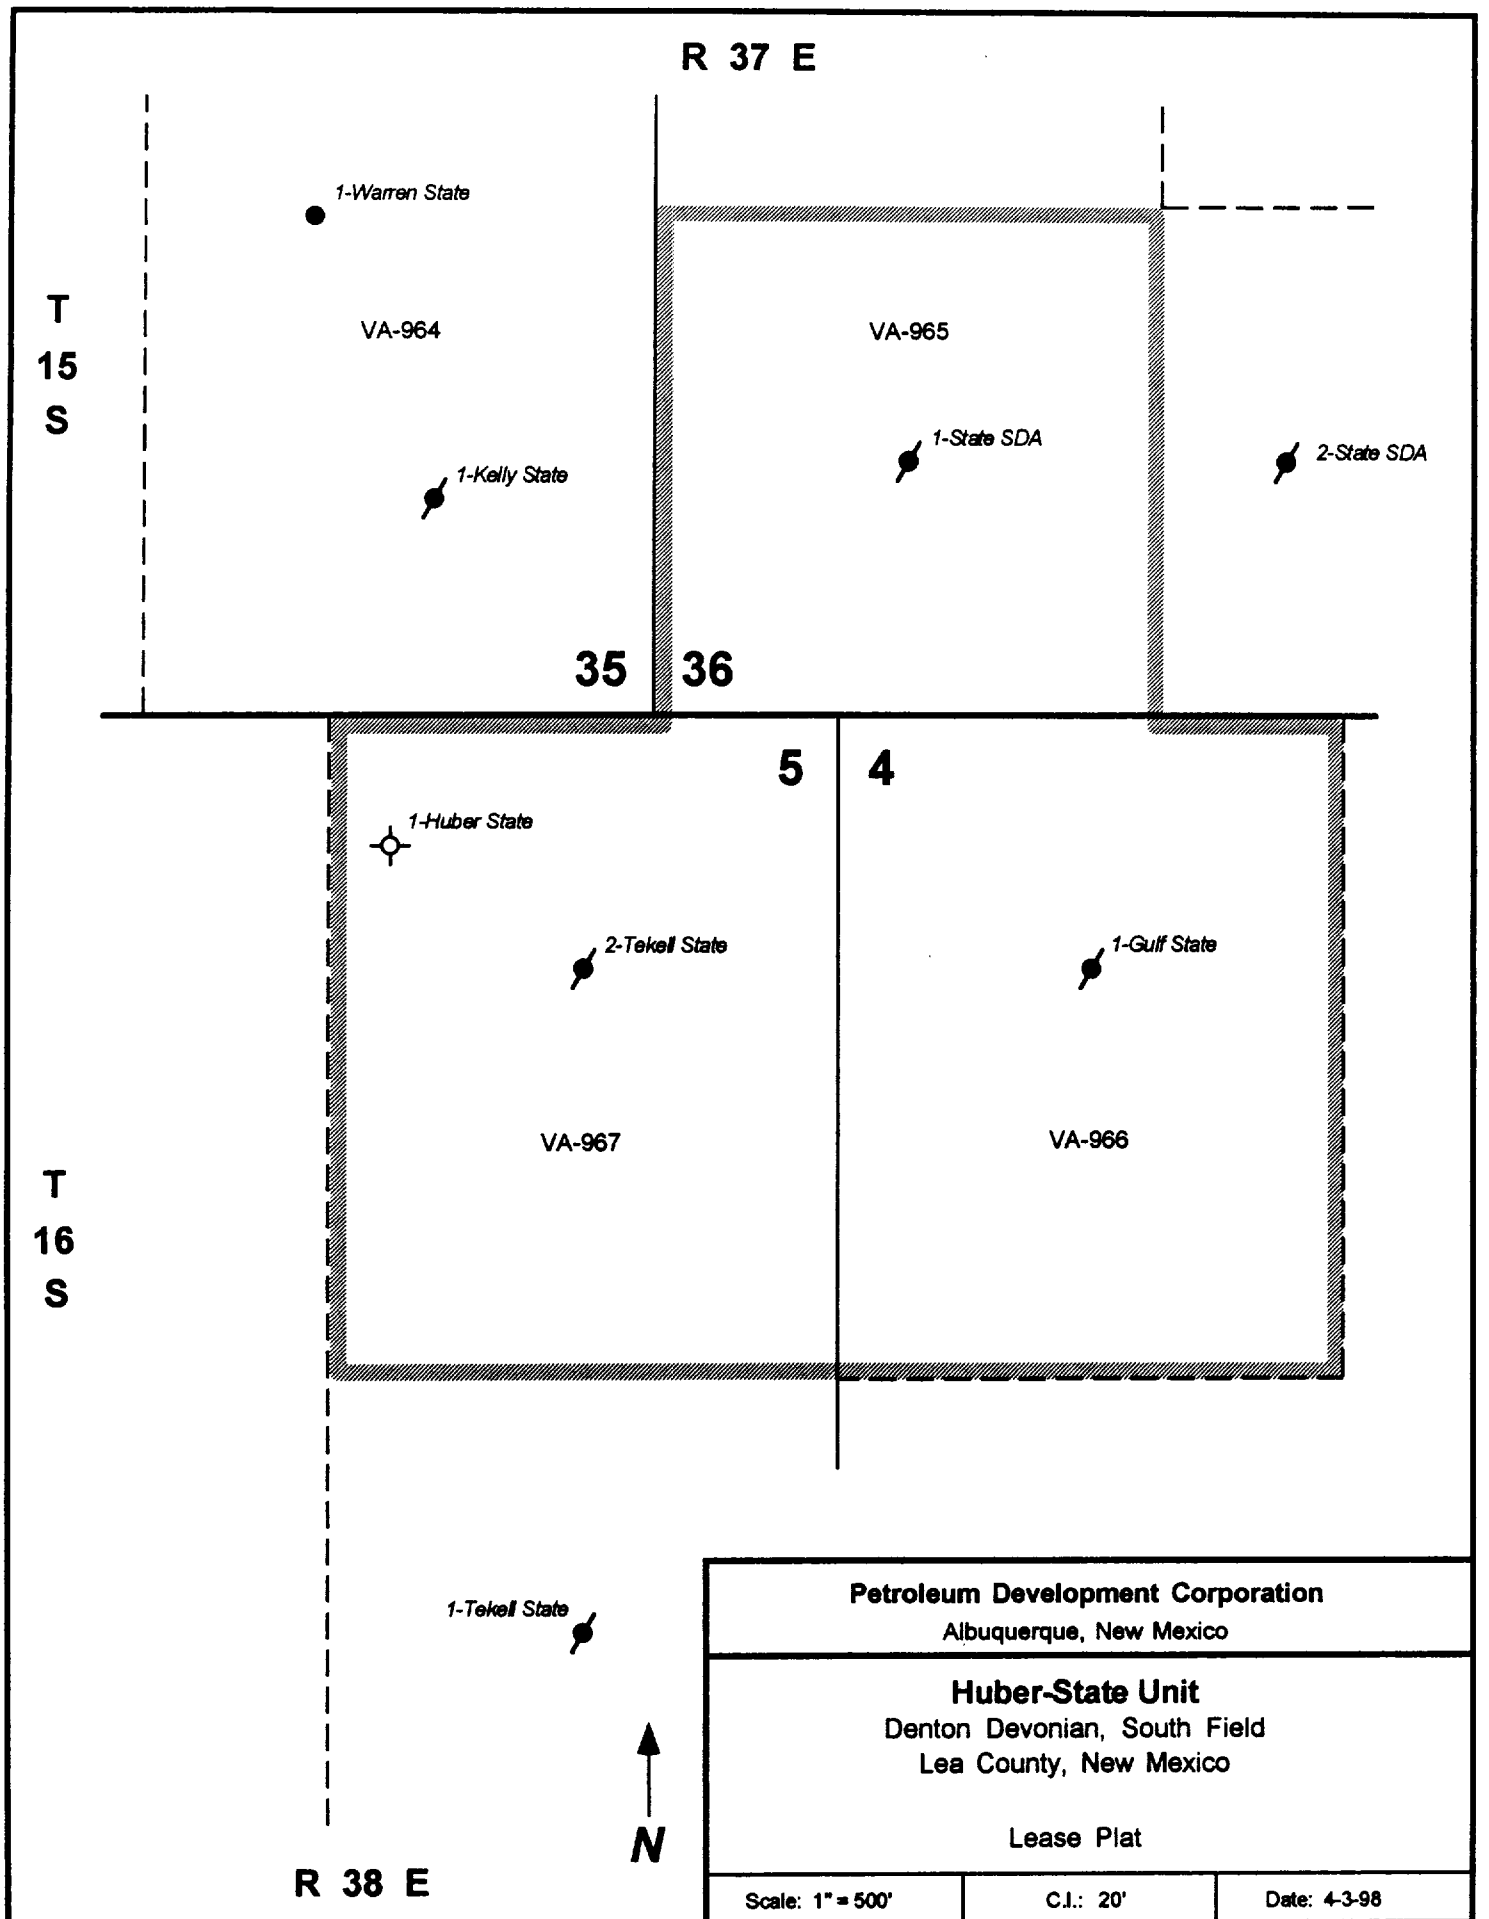 R 37 E
1-Warren State
T
15
S
VA-964
VA-965
1-State SDA
2-State SDA
1-Kelly State
35
36
5
4
1-Huber State
2-Tekell State
1-Gulf State
VA-967
VA-966
T
16
S
1-Tekell State
N
R 38 E
Petroleum Development Corporation
Albuquerque, New Mexico
Huber-State Unit
Denton Devonian, South Field
Lea County, New Mexico
Lease Plat
Scale: 1" = 500'
C.I.: 20'
Date: 4-3-98